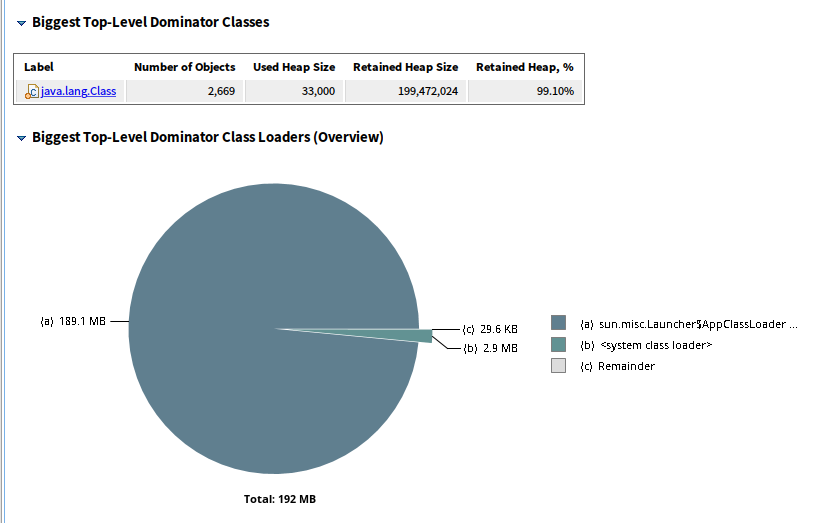 Biggest Top-Level Dominator Classes
Label Number of Objects Used Heap Size Retained Heap Size Retained Heap, %
java.lang.Class 2,669 33,000 199,472,024 99.10%
Biggest Top-Level Dominator Class Loaders (Overview)
(a) 189.1 MB
(c) 29.6 KB
(b) 2.9 MB
(a) sun.misc.Launcher$AppClassLoader ...
(b) <system class loader>
(c) Remainder
Total: 192 MB